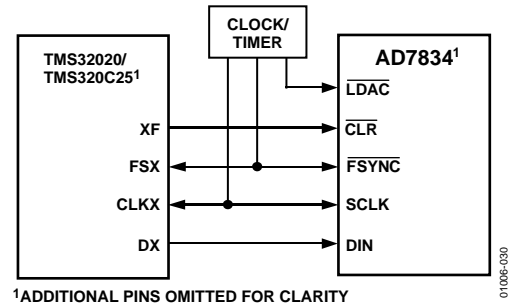 CLOCK/
TIMER
TMS32020/
TMS320C25¹
AD7834¹
LDAC
XF
CLR
FSX
FSYNC
CLKX
SCLK
DX
DIN
¹ADDITIONAL PINS OMITTED FOR CLARITY
01006-030